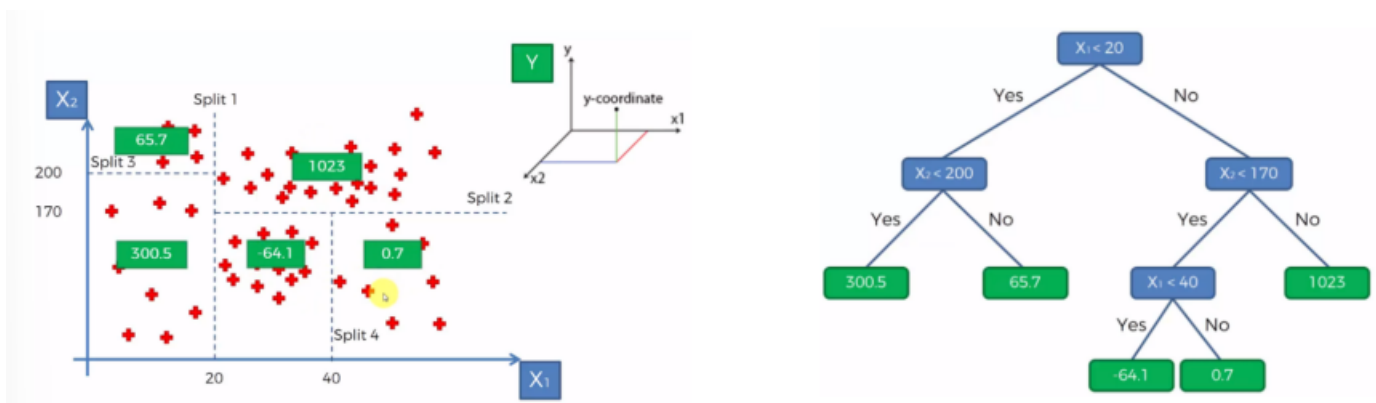 X₂
Split 1
65.7
Split 3
200
170
1023
Split 2
300.5
-64.1
0.7
Split 4
20
40
X₁
Y
y
y-coordinate
x1
x2
X₁ < 20
Yes
No
X₂ < 200
X₂ < 170
Yes
No
Yes
No
300.5
65.7
X₁ < 40
1023
Yes
No
-64.1
0.7